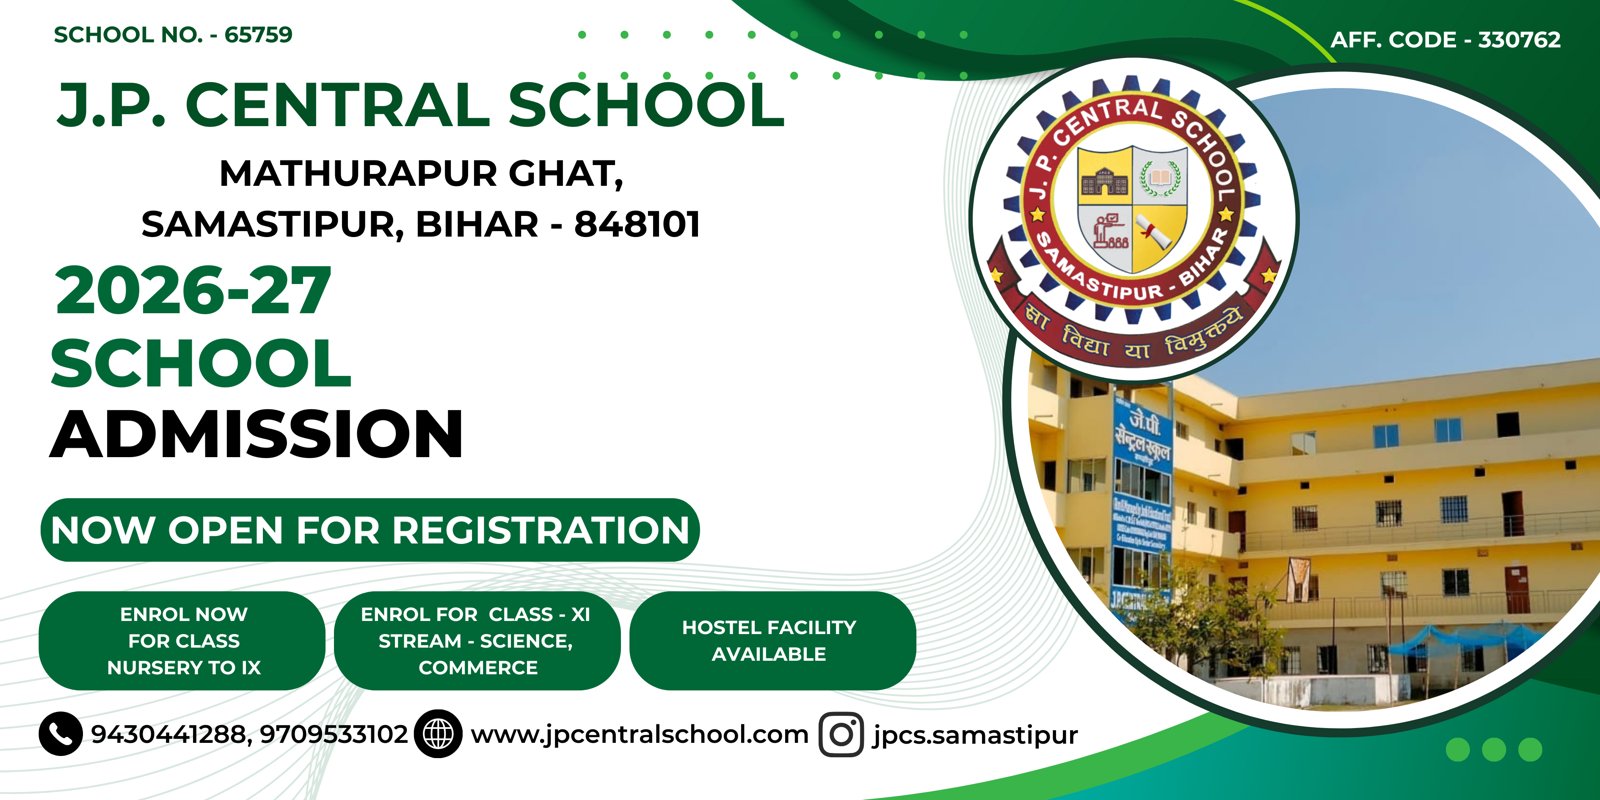 SCHOOL NO. - 65759
AFF. CODE - 330762
J.P. CENTRAL SCHOOL
MATHURAPUR GHAT,
SAMASTIPUR, BIHAR - 848101
2026-27
SCHOOL
ADMISSION
NOW OPEN FOR REGISTRATION
ENROL NOW
FOR CLASS
NURSERY TO IX
ENROL FOR CLASS - XI
STREAM - SCIENCE,
COMMERCE
HOSTEL FACILITY
AVAILABLE
9430441288, 9709533102
www.jpcentralschool.com
jpcs.samastipur
J. P. CENTRAL SCHOOL
SAMASTIPUR - BIHAR
सा विद्या या विमुक्तये
जे.पी.
सेन्ट्रल स्कूल